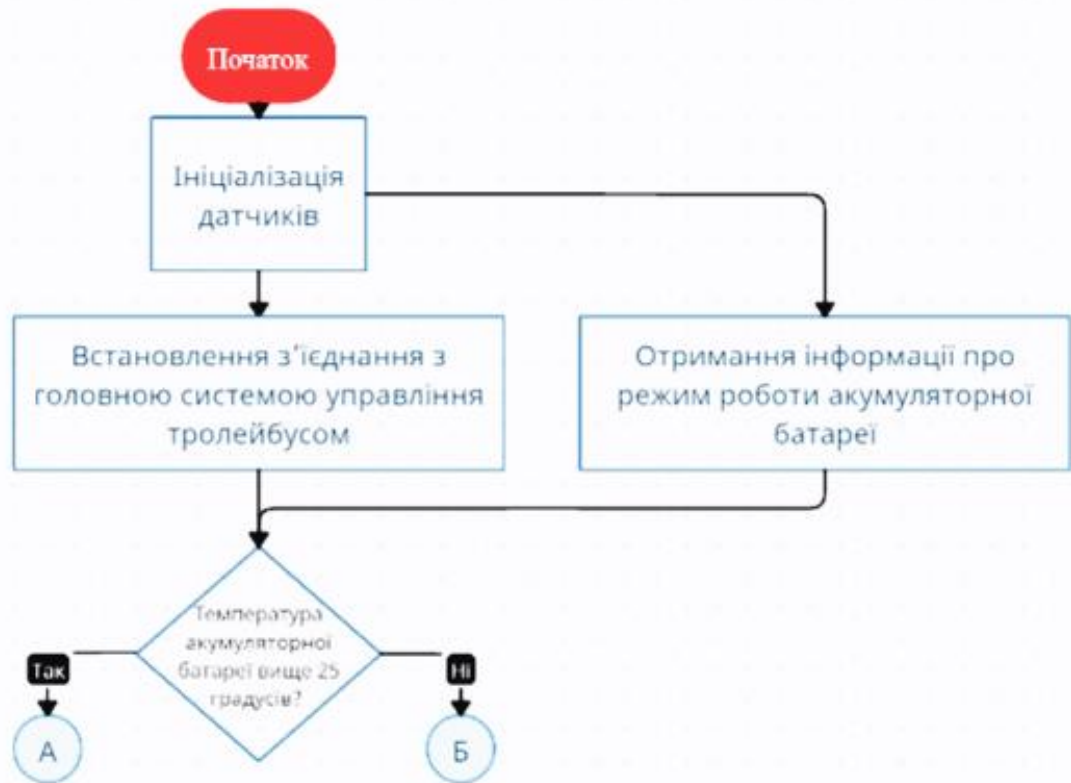 Початок
Ініціалізація
датчиків
Встановлення з'їєднання з
головною системою управління
тролейбусом
Отримання інформації про
режим роботи акумуляторної
батареї
Температура
акумуляторної
батареї вище 25
градусів?
Так
Ні
А
Б